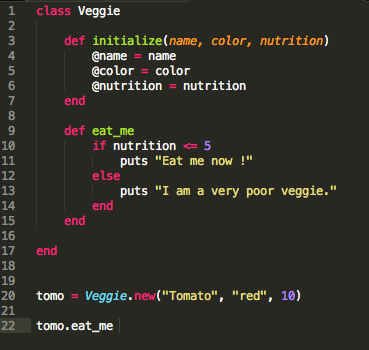 1 class Veggie
2
3     def initialize(name, color, nutrition)
4         @name = name
5         @color = color
6         @nutrition = nutrition
7     end
8
9     def eat_me
10         if nutrition <= 5
11             puts "Eat me now !"
12         else
13             puts "I am a very poor veggie."
14         end
15     end
16
17 end
18
19
20 tomo = Veggie.new("Tomato", "red", 10)
21
22 tomo.eat_me